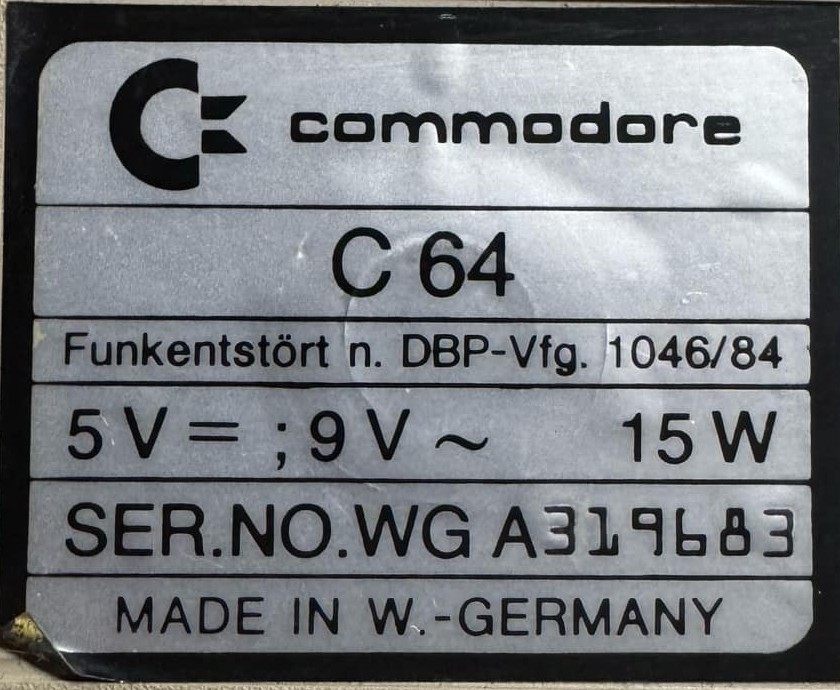 commodore
C 64
Funkentstört n. DBP-Vfg. 1046/84
5 V = ; 9 V ~ 15 W
SER.NO.WG A319683
MADE IN W.-GERMANY